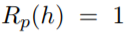 R_p(h) = 1